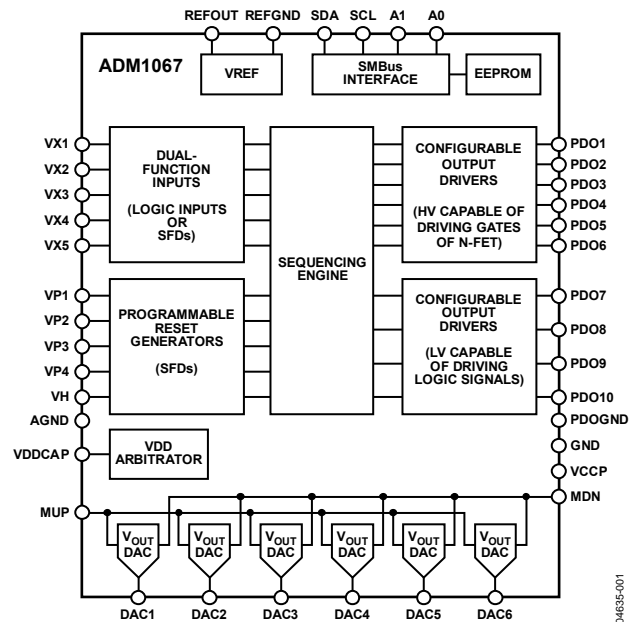 REFOUT REFGND SDA SCL A1 A0
ADM1067
VREF
SMBus
INTERFACE
EEPROM
VX1
VX2
VX3
VX4
VX5
DUAL-
FUNCTION
INPUTS
(LOGIC INPUTS
OR
SFDs)
VP1
VP2
VP3
VP4
VH
PROGRAMMABLE
RESET
GENERATORS
(SFDs)
AGND
VDDCAP
VDD
ARBITRATOR
SEQUENCING
ENGINE
CONFIGURABLE
OUTPUT
DRIVERS
(HV CAPABLE OF
DRIVING GATES
OF N-FET)
PDO1
PDO2
PDO3
PDO4
PDO5
PDO6
CONFIGURABLE
OUTPUT
DRIVERS
(LV CAPABLE
OF DRIVING
LOGIC SIGNALS)
PDO7
PDO8
PDO9
PDO10
PDOGND
GND
VCCP
MDN
MUP
VOUT
DAC
VOUT
DAC
VOUT
DAC
VOUT
DAC
VOUT
DAC
VOUT
DAC
DAC1 DAC2 DAC3 DAC4 DAC5 DAC6
04635-001